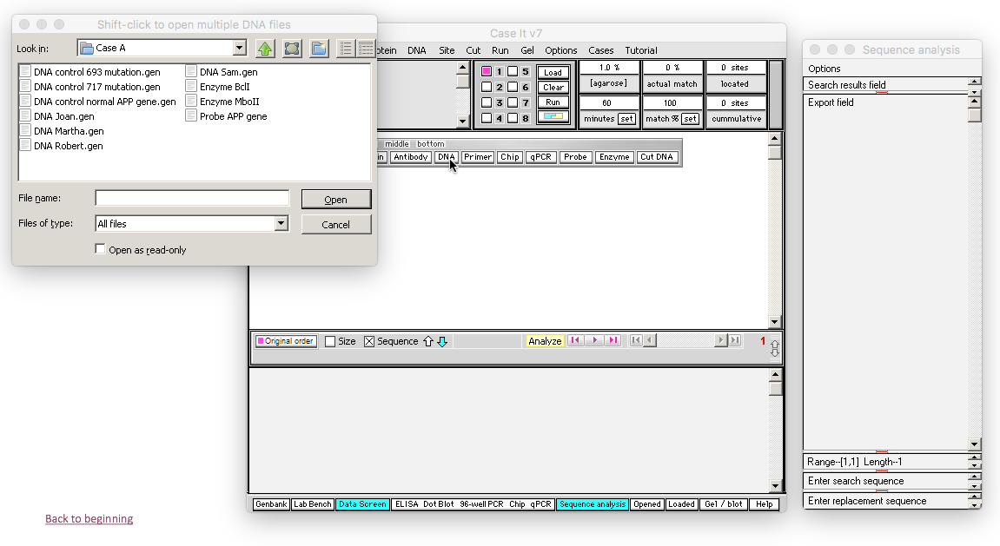 Shift-click to open multiple DNA files
Look in:
Case A
DNA control 693 mutation.gen
DNA control 717 mutation.gen
DNA control normal APP gene.gen
DNA Joan.gen
DNA Martha.gen
DNA Robert.gen
DNA Sam.gen
Enzyme BclI
Enzyme MboII
Probe APP gene
File name:
Open
Files of type:
All files
Cancel
Open as read-only
Case It v7
otein DNA Site Cut Run Gel Options Cases Tutorial
1 5
2 6
3 7
4 8
Load
Clear
Run
1.0 %
[agarose]
60
minutes set
0 %
actual match
100
match % set
0 sites
located
0 sites
cummulative
middle bottom
in Antibody DNA Primer Chip qPCR Probe Enzyme Cut DNA
Original order Size Sequence Analyze 1
Genbank Lab Bench Data Screen ELISA Dot Blot 96-well PCR Chip qPCR Sequence analysis Opened Loaded Gel / blot Help
Sequence analysis
Options
Search results field
Export field
Range--[1,1] Length--1
Enter search sequence
Enter replacement sequence
Back to beginning